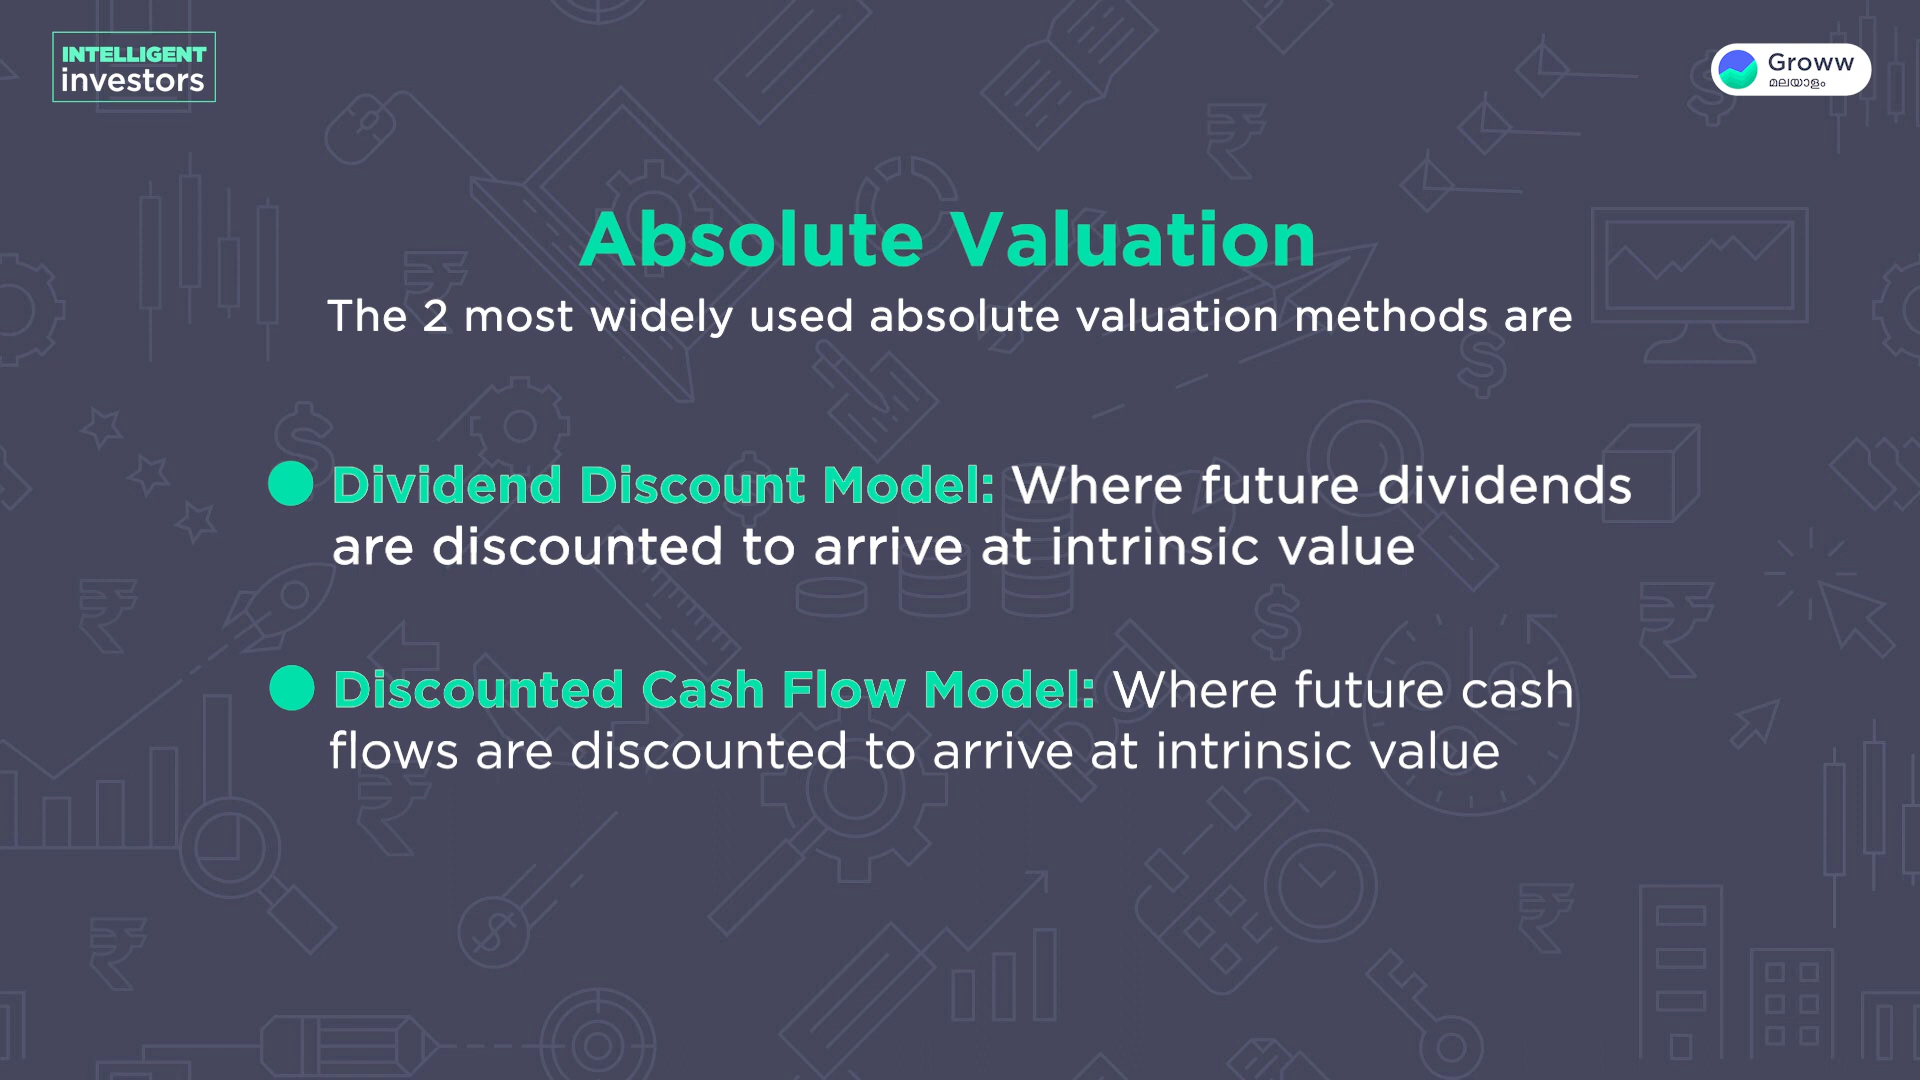 INTELLIGENT
investors
Groww
മലയാളം
Absolute Valuation
The 2 most widely used absolute valuation methods are
Dividend Discount Model: Where future dividends
are discounted to arrive at intrinsic value
Discounted Cash Flow Model: Where future cash
flows are discounted to arrive at intrinsic value